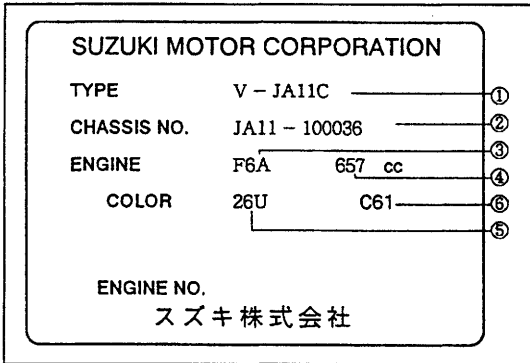 SUZUKI MOTOR CORPORATION
TYPE V – JA11C ①
CHASSIS NO. JA11 – 100036 ②
③
ENGINE F6A 657 cc ④
COLOR 26U C61 ⑥
⑤
ENGINE NO.
スズキ株式会社